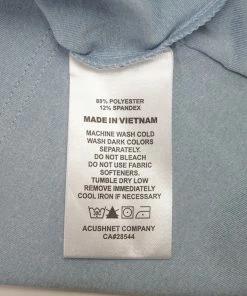 88% POLYESTER
12% SPANDEX
MADE IN VIETNAM
MACHINE WASH COLD
WASH DARK COLORS
SEPARATELY.
DO NOT BLEACH
DO NOT USE FABRIC
SOFTENERS.
TUMBLE DRY LOW
REMOVE IMMEDIATELY
COOL IRON IF NECESSARY
ACUSHNET COMPANY
CA#28544